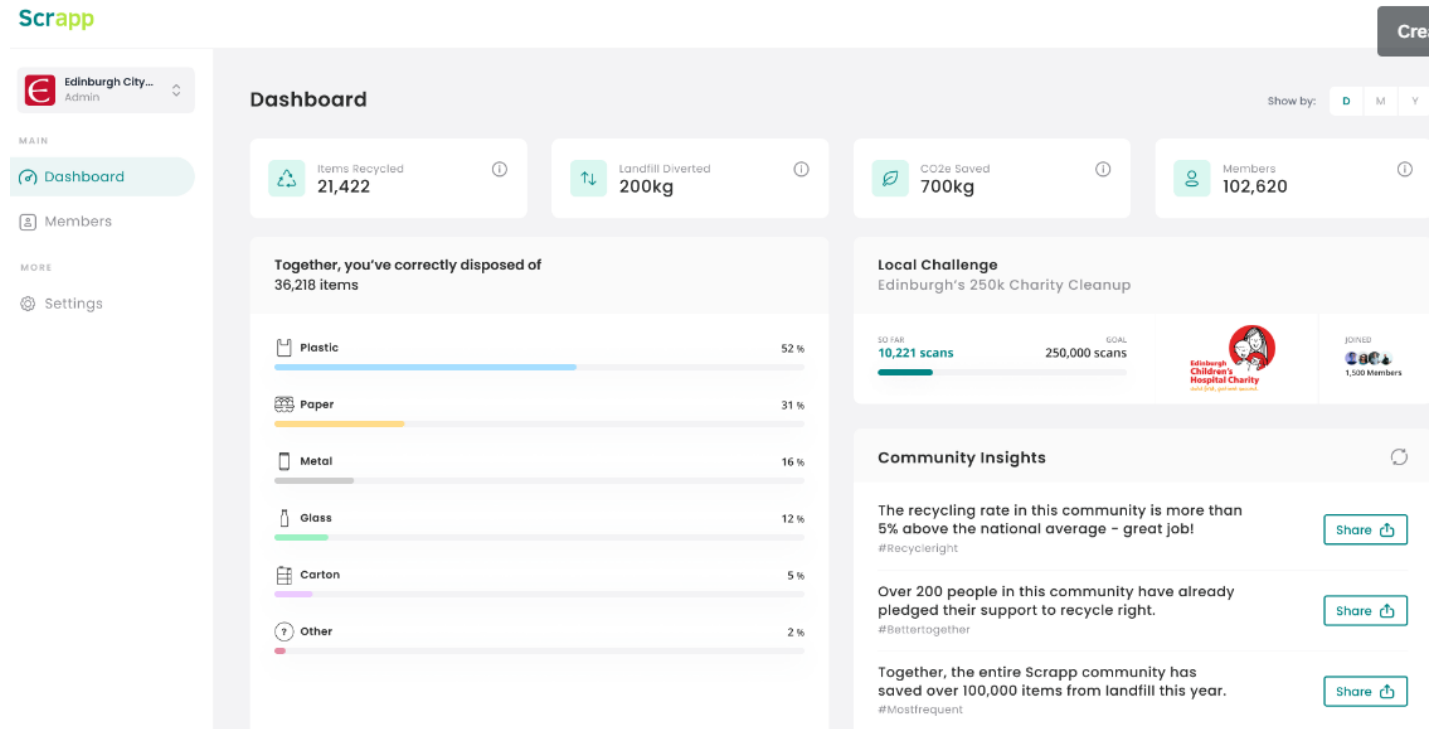 Scrapp
Cre
Edinburgh City...
Admin
MAIN
Dashboard
Members
MORE
Settings
Dashboard
Show by: D M Y
Items Recycled
21,422
Landfill Diverted
200kg
CO2e Saved
700kg
Members
102,620
Together, you've correctly disposed of
36,218 items
Plastic 52 %
Paper 31 %
Metal 16 %
Glass 12 %
Carton 5 %
? Other 2 %
Local Challenge
Edinburgh's 250k Charity Cleanup
SO FAR GOAL
10,221 scans 250,000 scans
Edinburgh
Children's
Hospital Charity
JOINED
1,500 Members
Community Insights
The recycling rate in this community is more than
5% above the national average - great job!
#Recycleright
Share
Over 200 people in this community have already
pledged their support to recycle right.
#Bettertogether
Share
Together, the entire Scrapp community has
saved over 100,000 items from landfill this year.
#Mostfrequent
Share